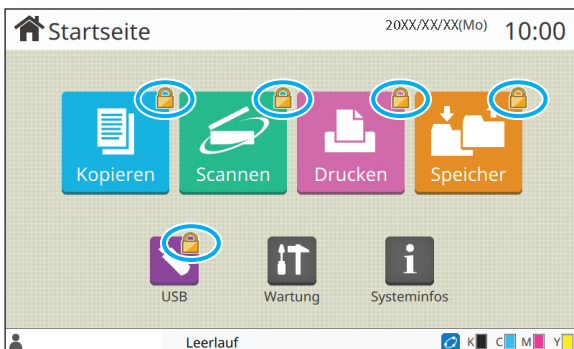 Startseite
20XX/XX/XX(Mo)
10:00
Kopieren
Scannen
Drucken
Speicher
USB
Wartung
Systeminfos
Leerlauf
K C M Y